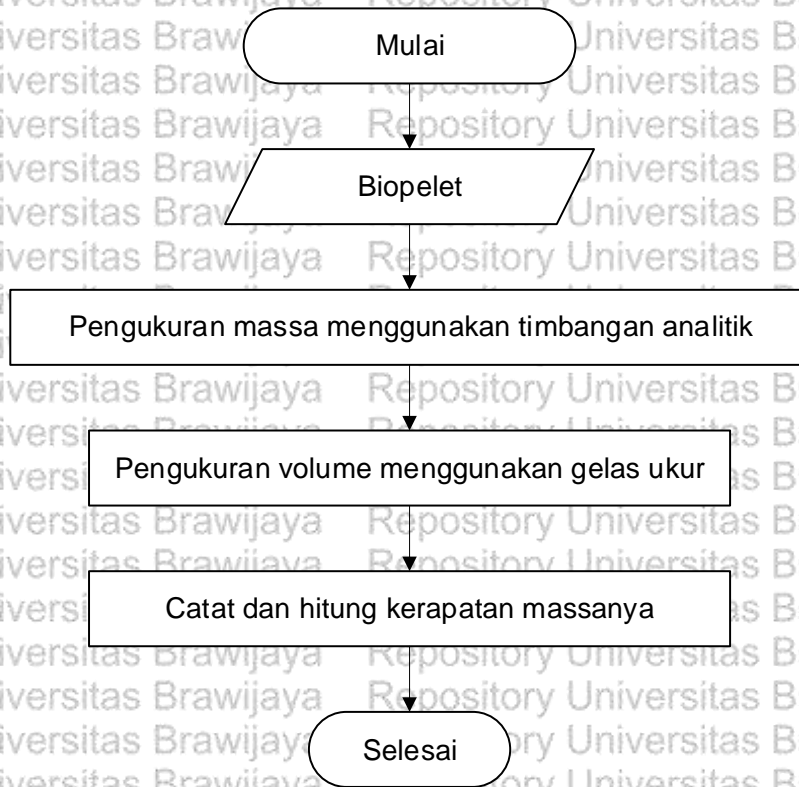 Mulai
Biopelet
Pengukuran massa menggunakan timbangan analitik
Pengukuran volume menggunakan gelas ukur
Catat dan hitung kerapatan massanya
Selesai